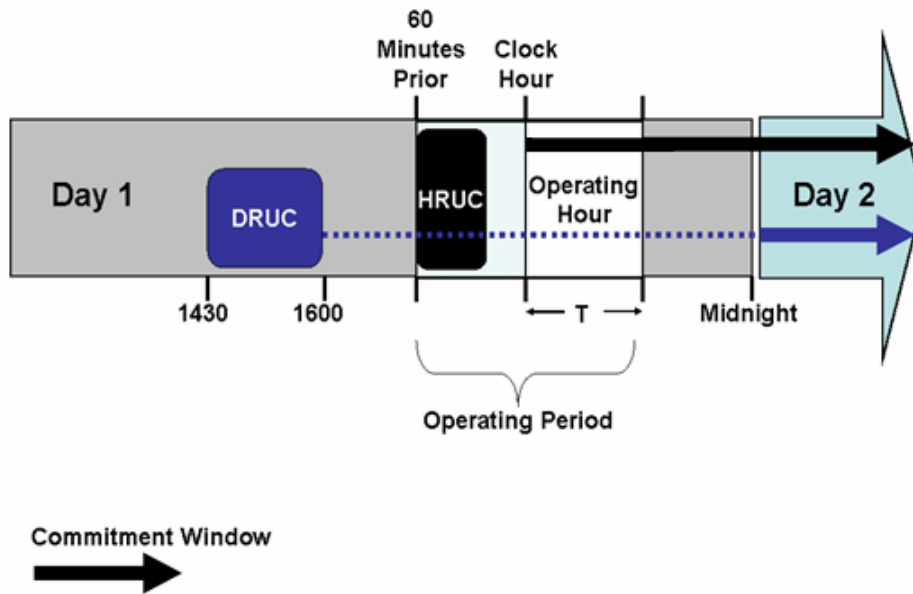 60
Minutes
Prior
Clock
Hour
Day 1
DRUC
HRUC
Operating
Hour
Day 2
1430
1600
T
Midnight
Operating Period
Commitment Window